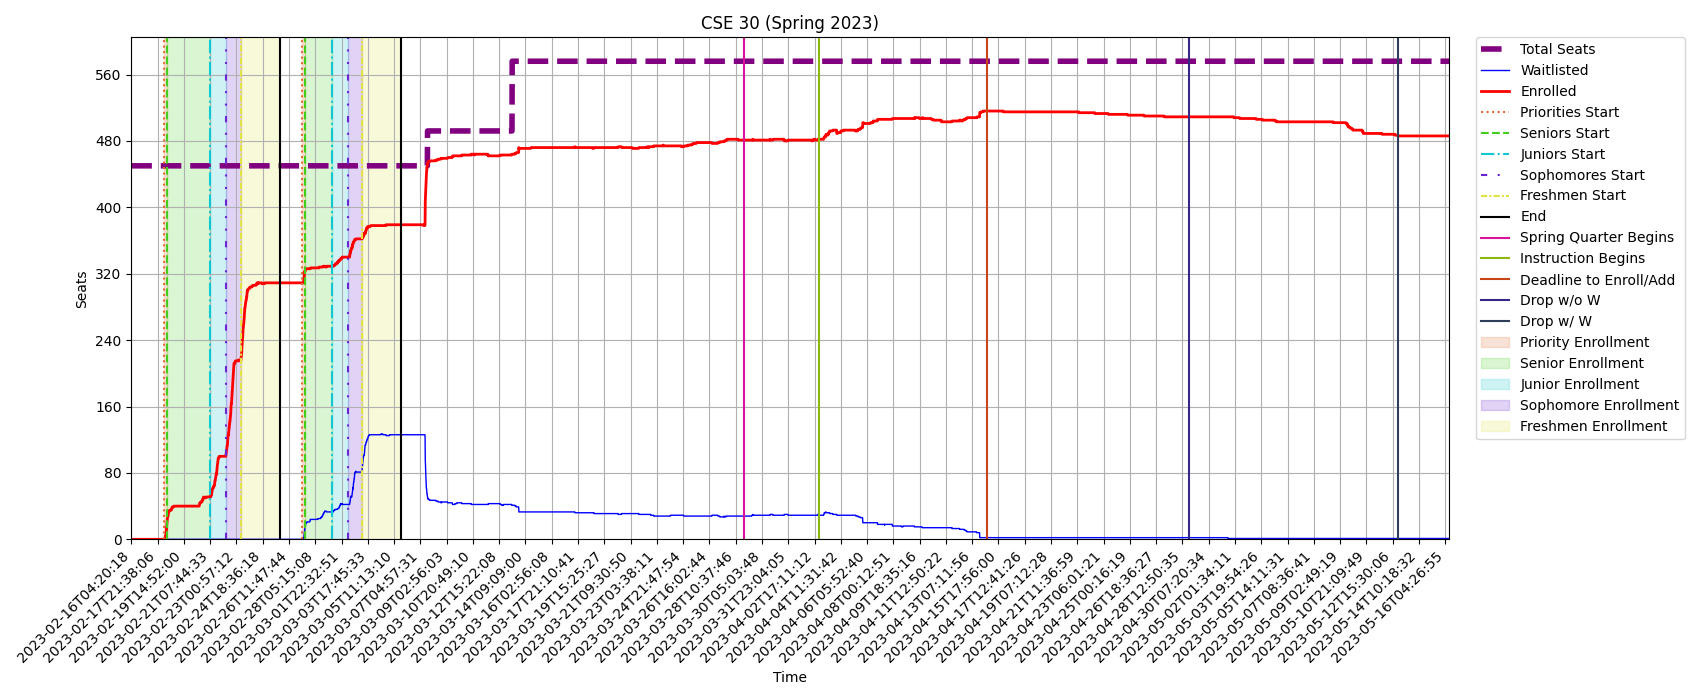 CSE 30 (Spring 2023)
Seats
560
480
400
320
240
160
80
0
2023-02-16T04:20:18
2023-02-17T21:38:06
2023-02-19T14:52:00
2023-02-21T07:44:33
2023-02-23T00:57:12
2023-02-24T18:36:18
2023-02-26T11:47:44
2023-02-28T05:15:08
2023-03-01T22:32:51
2023-03-03T17:45:33
2023-03-05T11:13:10
2023-03-07T04:57:31
2023-03-09T02:56:03
2023-03-10T20:49:10
2023-03-12T15:22:08
2023-03-14T09:09:00
2023-03-16T02:56:08
2023-03-17T21:10:41
2023-03-19T15:25:27
2023-03-21T09:30:50
2023-03-23T03:38:11
2023-03-24T21:47:54
2023-03-26T16:02:44
2023-03-28T10:37:46
2023-03-30T05:03:48
2023-03-31T23:04:05
2023-04-02T17:11:12
2023-04-04T11:31:42
2023-04-06T05:52:40
2023-04-08T00:12:51
2023-04-09T18:35:16
2023-04-11T12:50:22
2023-04-13T07:11:56
2023-04-15T17:56:00
2023-04-17T12:41:26
2023-04-19T07:12:28
2023-04-21T11:36:59
2023-04-23T06:01:21
2023-04-25T00:16:19
2023-04-26T18:36:27
2023-04-28T12:50:35
2023-04-30T07:20:34
2023-05-02T01:34:11
2023-05-03T19:54:26
2023-05-05T14:11:31
2023-05-07T08:36:41
2023-05-09T02:49:19
2023-05-10T21:09:49
2023-05-12T15:30:06
2023-05-14T10:18:32
2023-05-16T04:26:55
Time
Total Seats
Waitlisted
Enrolled
Priorities Start
Seniors Start
Juniors Start
Sophomores Start
Freshmen Start
End
Spring Quarter Begins
Instruction Begins
Deadline to Enroll/Add
Drop w/o W
Drop w/ W
Priority Enrollment
Senior Enrollment
Junior Enrollment
Sophomore Enrollment
Freshmen Enrollment